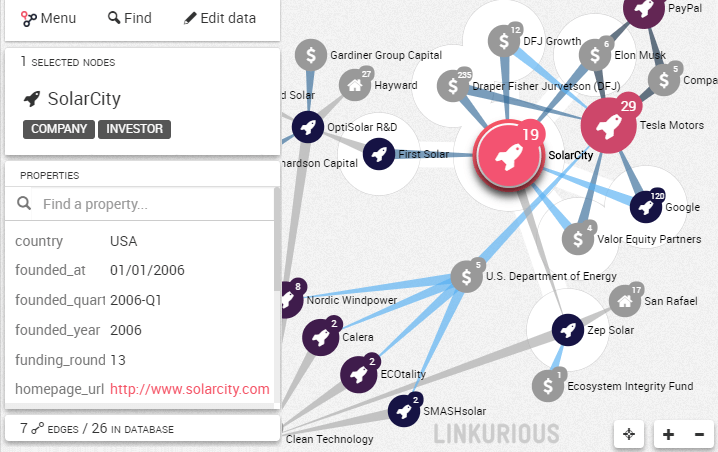 Menu
Find
Edit data
1 SELECTED NODES
SolarCity
COMPANY
INVESTOR
PROPERTIES
Find a property...
country USA
founded_at 01/01/2006
founded_quart 2006-Q1
founded_year 2006
funding_round 13
homepage_url http://www.solarcity.com
7 EDGES / 26 IN DATABASE
PayPal
12
DFJ Growth
6
Elon Musk
$
Gardiner Group Capital
27
Hayward
235
Draper Fisher Jurvetson (DFJ)
5
Compa
d Solar
OptiSolar R&D
29
Tesla Motors
19
SolarCity
First Solar
hardson Capital
120
Google
4
Valor Equity Partners
5
U.S. Department of Energy
8
Nordic Windpower
17
San Rafael
2
Calera
Zep Solar
2
ECOtality
1
Ecosystem Integrity Fund
2
SMASHsolar
Clean Technology
LINKURIOUS